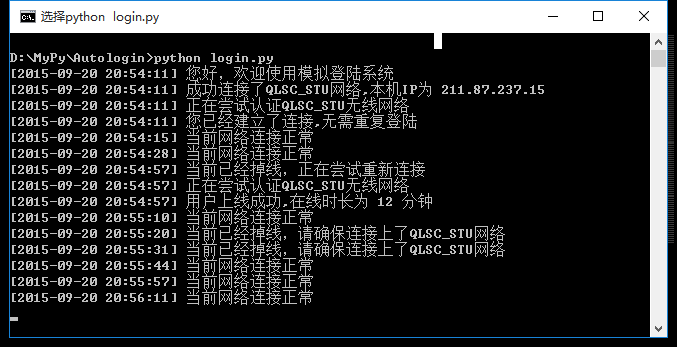 选择python login.py
D:\MyPy\Autologin>python login.py
[2015-09-20 20:54:11] 您好，欢迎使用模拟登陆系统
[2015-09-20 20:54:11] 成功连接了QLSC_STU网络,本机IP为 211.87.237.15
[2015-09-20 20:54:11] 正在尝试认证QLSC_STU无线网络
[2015-09-20 20:54:11] 您已经建立了连接,无需重复登陆
[2015-09-20 20:54:15] 当前网络连接正常
[2015-09-20 20:54:28] 当前网络连接正常
[2015-09-20 20:54:57] 当前已经掉线，正在尝试重新连接
[2015-09-20 20:54:57] 正在尝试认证QLSC_STU无线网络
[2015-09-20 20:54:57] 用户上线成功,在线时长为 12 分钟
[2015-09-20 20:55:10] 当前网络连接正常
[2015-09-20 20:55:20] 当前已经掉线，请确保连接上了QLSC_STU网络
[2015-09-20 20:55:31] 当前已经掉线，请确保连接上了QLSC_STU网络
[2015-09-20 20:55:44] 当前网络连接正常
[2015-09-20 20:55:57] 当前网络连接正常
[2015-09-20 20:56:11] 当前网络连接正常